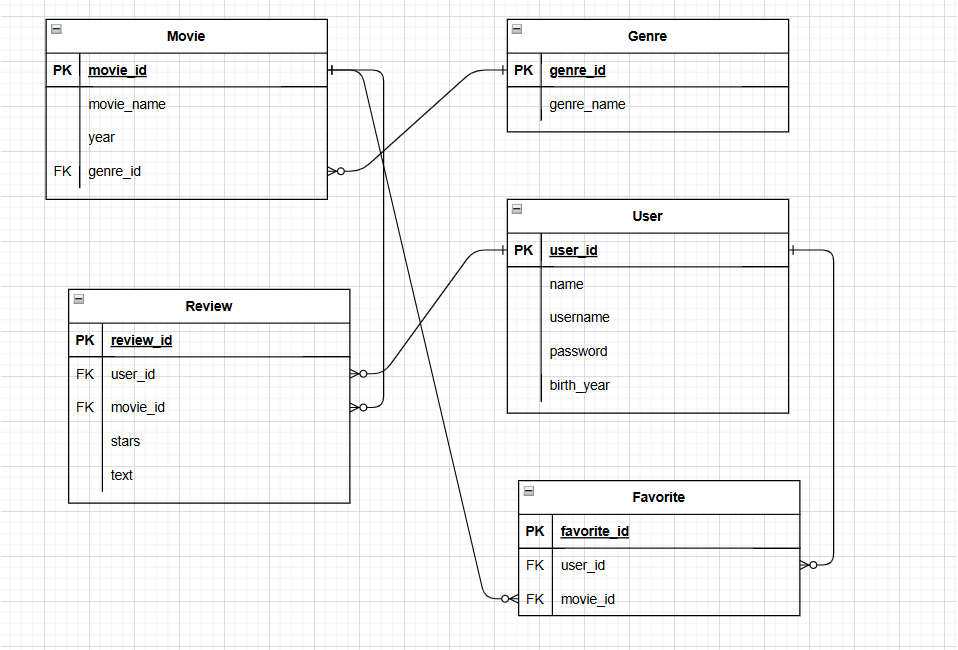 Movie
PK movie_id
movie_name
year
FK genre_id
Genre
PK genre_id
genre_name
User
PK user_id
name
username
password
birth_year
Review
PK review_id
FK user_id
FK movie_id
stars
text
Favorite
PK favorite_id
FK user_id
FK movie_id